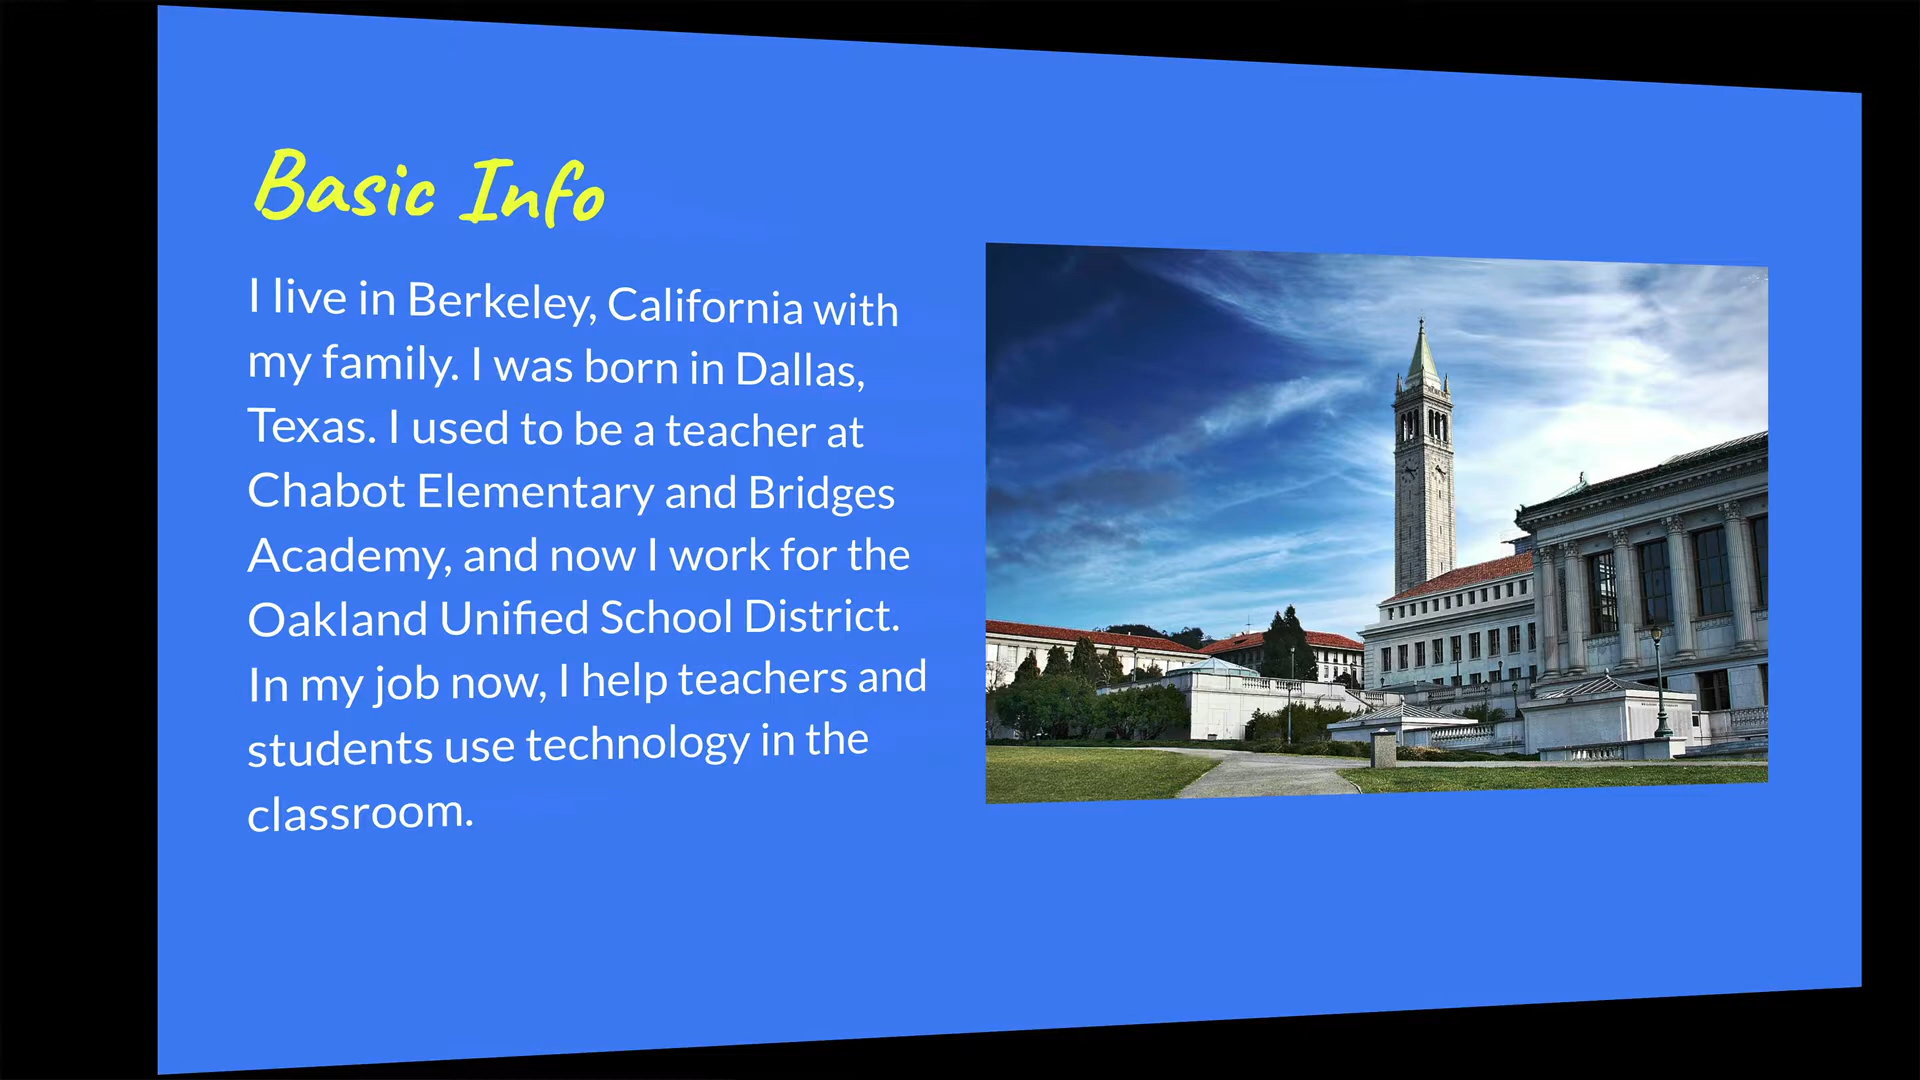 Basic Info
I live in Berkeley, California with
my family. I was born in Dallas,
Texas. I used to be a teacher at
Chabot Elementary and Bridges
Academy, and now I work for the
Oakland Unified School District.
In my job now, I help teachers and
students use technology in the
classroom.